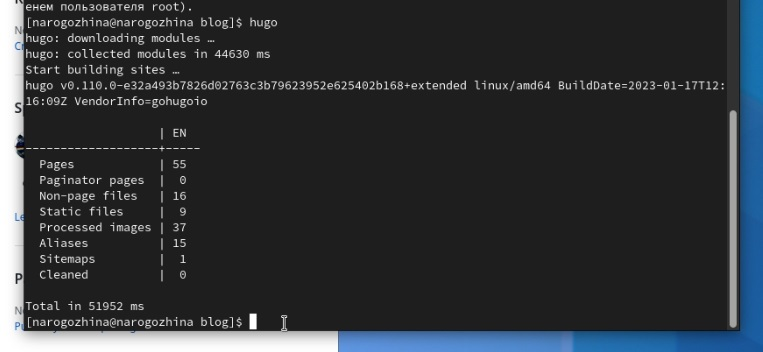 енем пользователя root).
[narogozhina@narogozhina blog]$ hugo
hugo: downloading modules …
hugo: collected modules in 44630 ms
Start building sites …
hugo v0.110.0-e32a493b7826d02763c3b79623952e625402b168+extended linux/amd64 BuildDate=2023-01-17T12:
16:09Z VendorInfo=gohugoio
| EN
-------------------+-----
Pages | 55
Paginator pages | 0
Non-page files | 16
Static files | 9
Processed images | 37
Aliases | 15
Sitemaps | 1
Cleaned | 0
Total in 51952 ms
[narogozhina@narogozhina blog]$